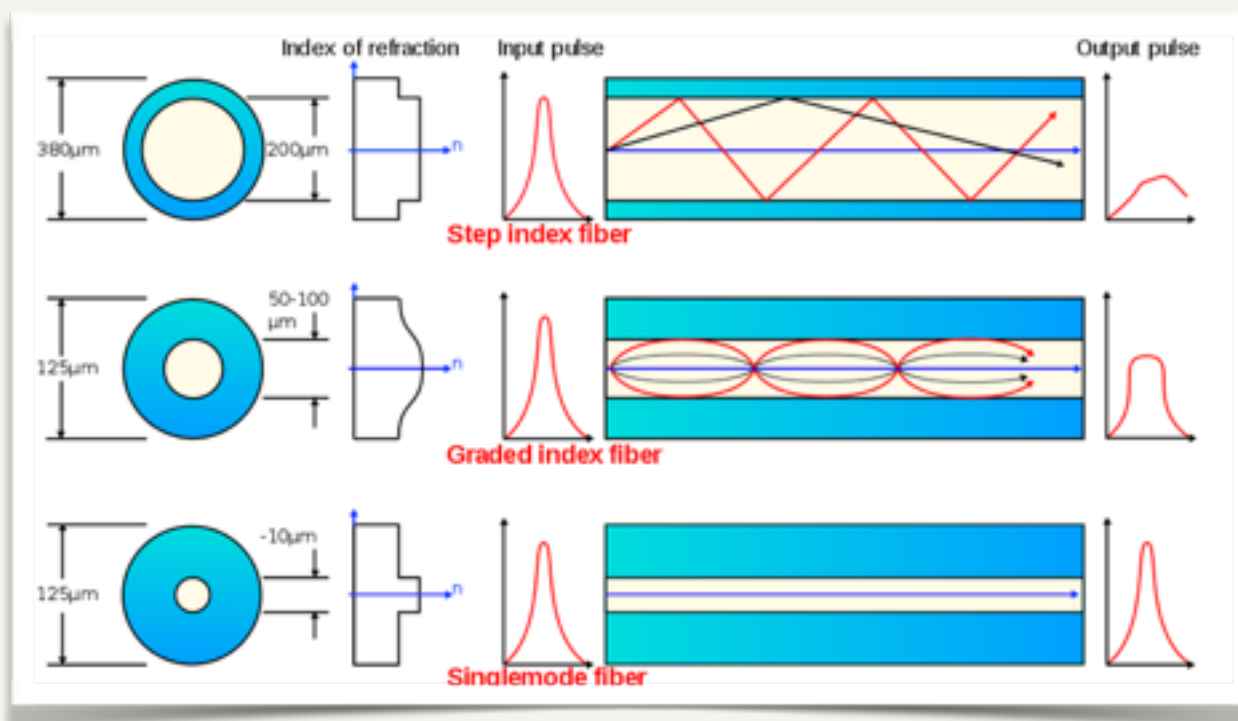 Index of refraction
Input pulse
Output pulse
380µm
200µm
n
Step index fiber
50-100
µm
125µm
n
Graded index fiber
-10µm
125µm
n
Singlemode fiber